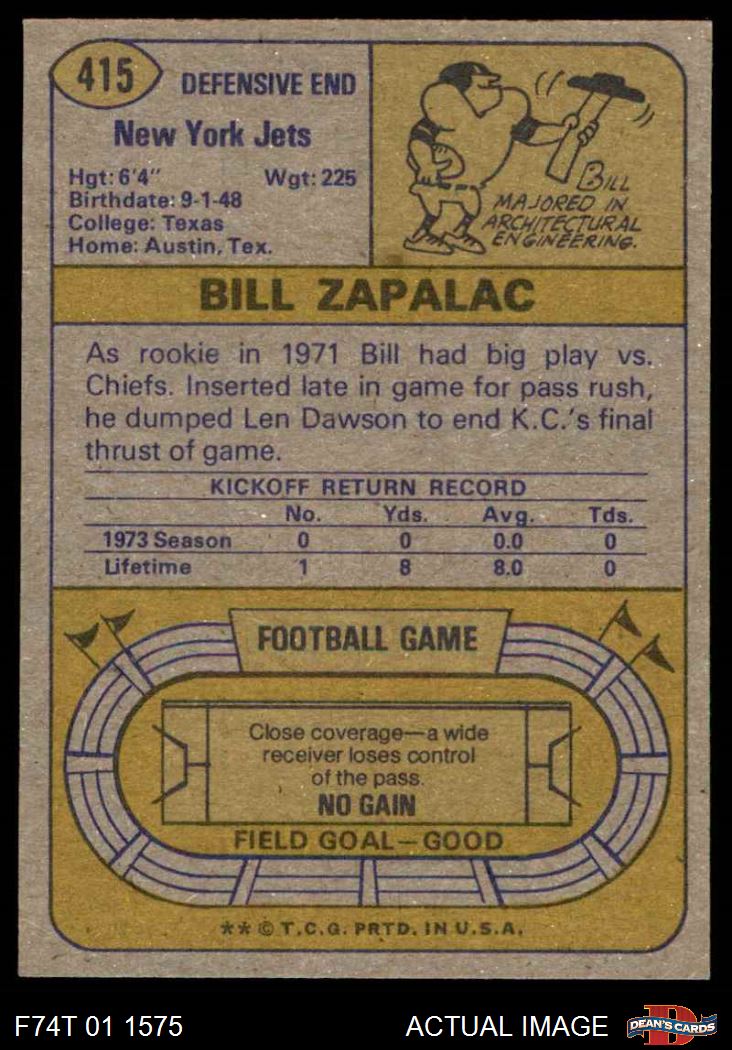 415
DEFENSIVE END
New York Jets
Hgt: 6'4" Wgt: 225
Birthdate: 9-1-48
College: Texas
Home: Austin, Tex.
BILL
MAJORED IN
ARCHITECTURAL
ENGINEERING.
BILL ZAPALAC
As rookie in 1971 Bill had big play vs.
Chiefs. Inserted late in game for pass rush,
he dumped Len Dawson to end K.C.'s final
thrust of game.
KICKOFF RETURN RECORD
No. Yds. Avg. Tds.
1973 Season 0 0 0.0 0
Lifetime 1 8 8.0 0
FOOTBALL GAME
Close coverage—a wide
receiver loses control
of the pass.
NO GAIN
FIELD GOAL—GOOD
** © T.C.G. PRTD. IN U.S.A.
F74T 01 1575 ACTUAL IMAGE
D
DEAN'S CARDS